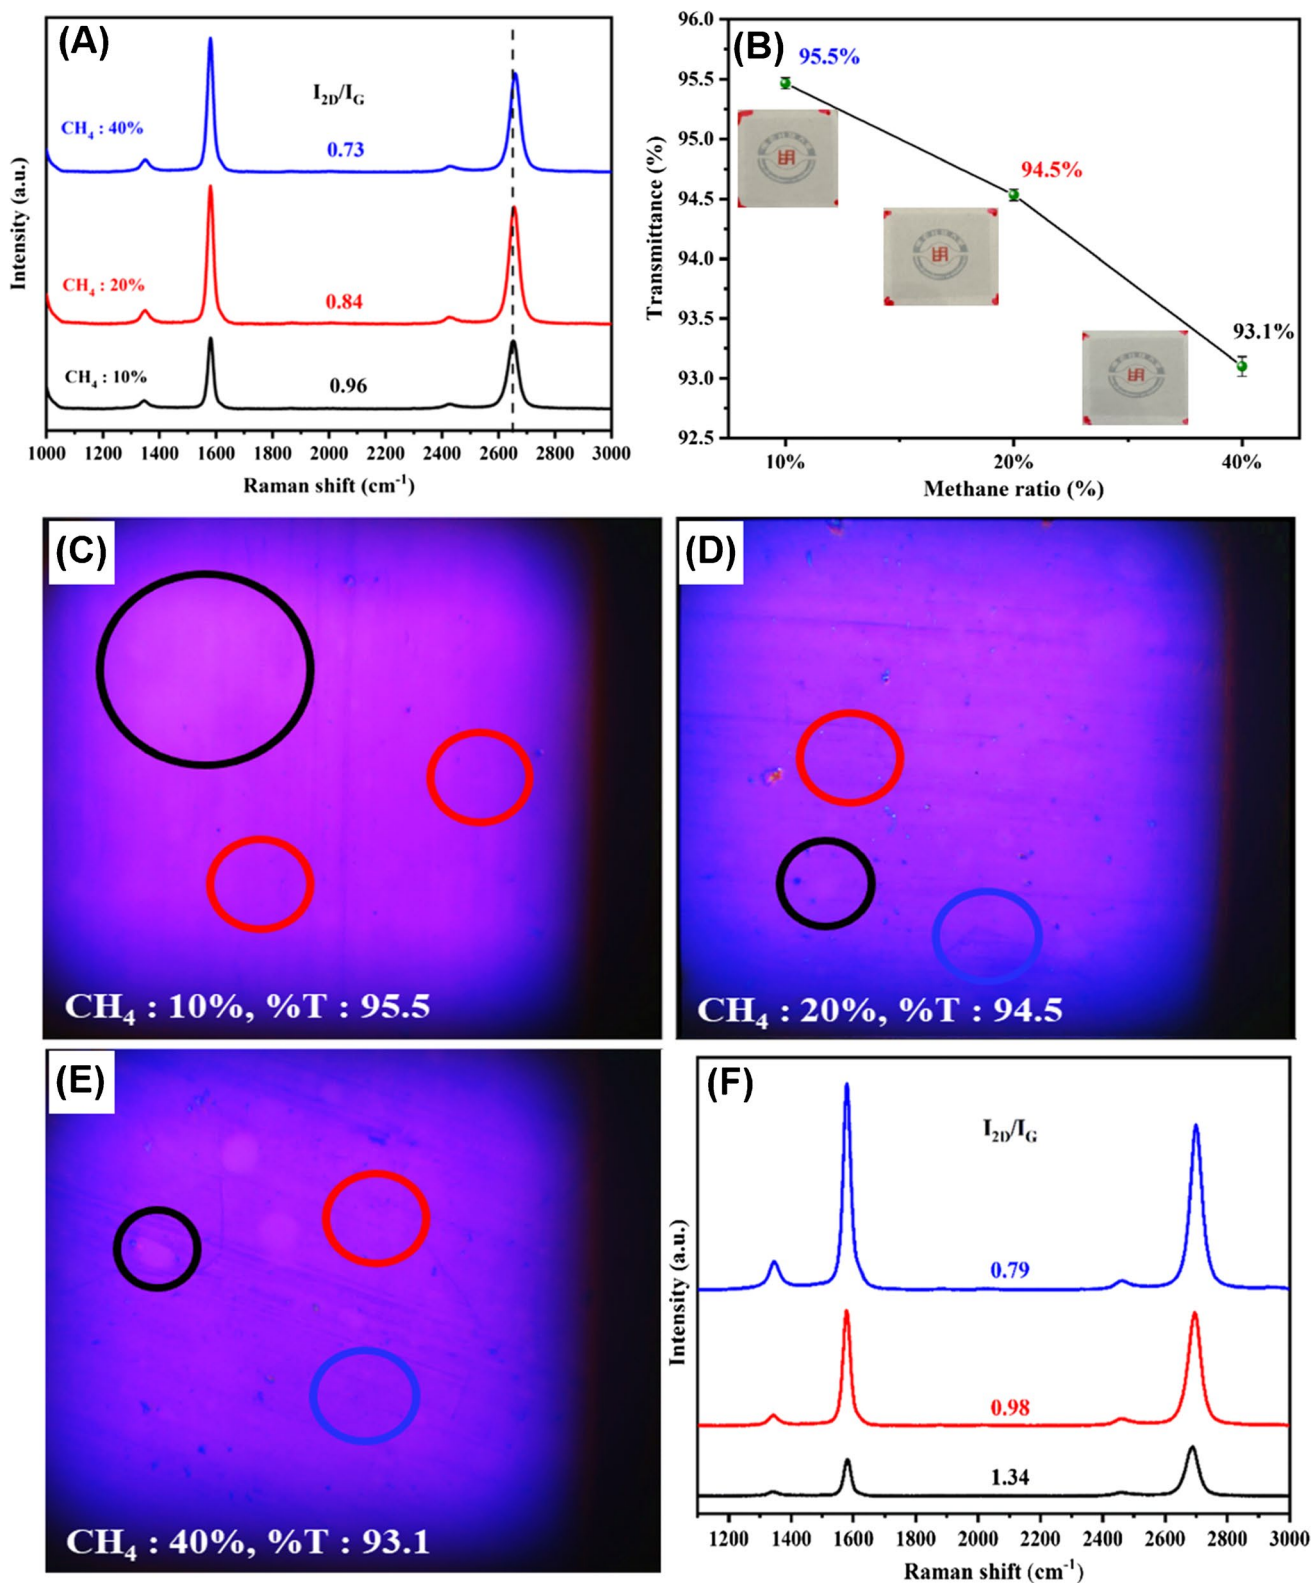 (A)
I2D/IG
CH4 : 40%
0.73
CH4 : 20%
0.84
CH4 : 10%
0.96
Intensity (a.u.)
1000 1200 1400 1600 1800 2000 2200 2400 2600 2800 3000
Raman shift (cm-1)
(B)
96.0
95.5
95.0
94.5
94.0
93.5
93.0
92.5
95.5%
94.5%
93.1%
Transmittance (%)
10% 20% 40%
Methane ratio (%)
(C)
CH4 : 10%, %T : 95.5
(D)
CH4 : 20%, %T : 94.5
(E)
CH4 : 40%, %T : 93.1
(F)
I2D/IG
0.79
0.98
1.34
Intensity (a.u.)
1200 1400 1600 1800 2000 2200 2400 2600 2800 3000
Raman shift (cm-1)